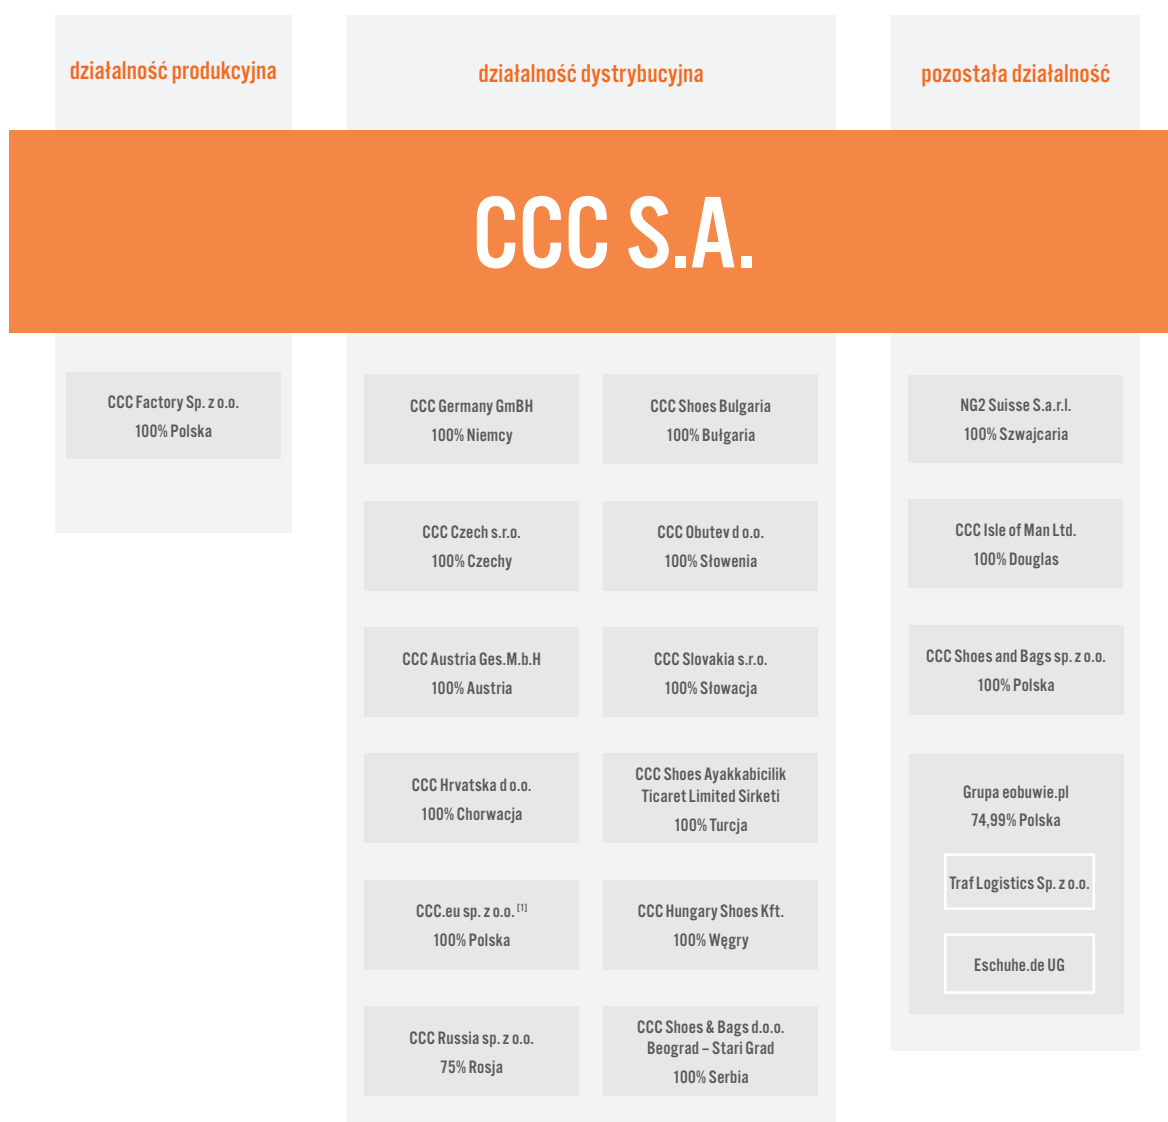 działalność produkcyjna
działalność dystrybucyjna
pozostała działalność
CCC S.A.
CCC Factory Sp. z o.o.
100% Polska
CCC Germany GmBH
100% Niemcy
CCC Shoes Bulgaria
100% Bułgaria
CCC Czech s.r.o.
100% Czechy
CCC Obutev d o.o.
100% Słowenia
CCC Austria Ges.M.b.H
100% Austria
CCC Slovakia s.r.o.
100% Słowacja
CCC Hrvatska d o.o.
100% Chorwacja
CCC Shoes Ayakkabicilik
Ticaret Limited Sirketi
100% Turcja
CCC.eu sp. z o.o. [1]
100% Polska
CCC Hungary Shoes Kft.
100% Węgry
CCC Russia sp. z o.o.
75% Rosja
CCC Shoes & Bags d.o.o.
Beograd – Stari Grad
100% Serbia
NG2 Suisse S.a.r.l.
100% Szwajcaria
CCC Isle of Man Ltd.
100% Douglas
CCC Shoes and Bags sp. z o.o.
100% Polska
Grupa eobuwie.pl
74,99% Polska
Traf Logistics Sp. z o.o.
Eschuhe.de UG